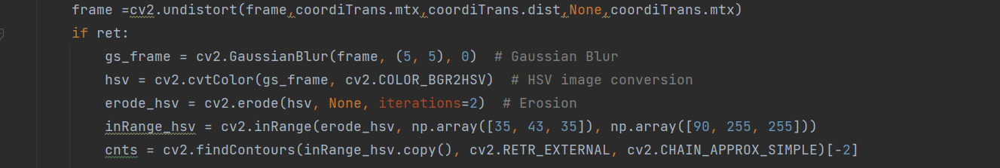 frame =cv2.undistort(frame,coordiTrans.mtx,coordiTrans.dist,None,coordiTrans.mtx)
if ret:
gs_frame = cv2.GaussianBlur(frame, (5, 5), 0)  # Gaussian Blur
hsv = cv2.cvtColor(gs_frame, cv2.COLOR_BGR2HSV)  # HSV image conversion
erode_hsv = cv2.erode(hsv, None, iterations=2)  # Erosion
inRange_hsv = cv2.inRange(erode_hsv, np.array([35, 43, 35]), np.array([90, 255, 255]))
cnts = cv2.findContours(inRange_hsv.copy(), cv2.RETR_EXTERNAL, cv2.CHAIN_APPROX_SIMPLE)[-2]